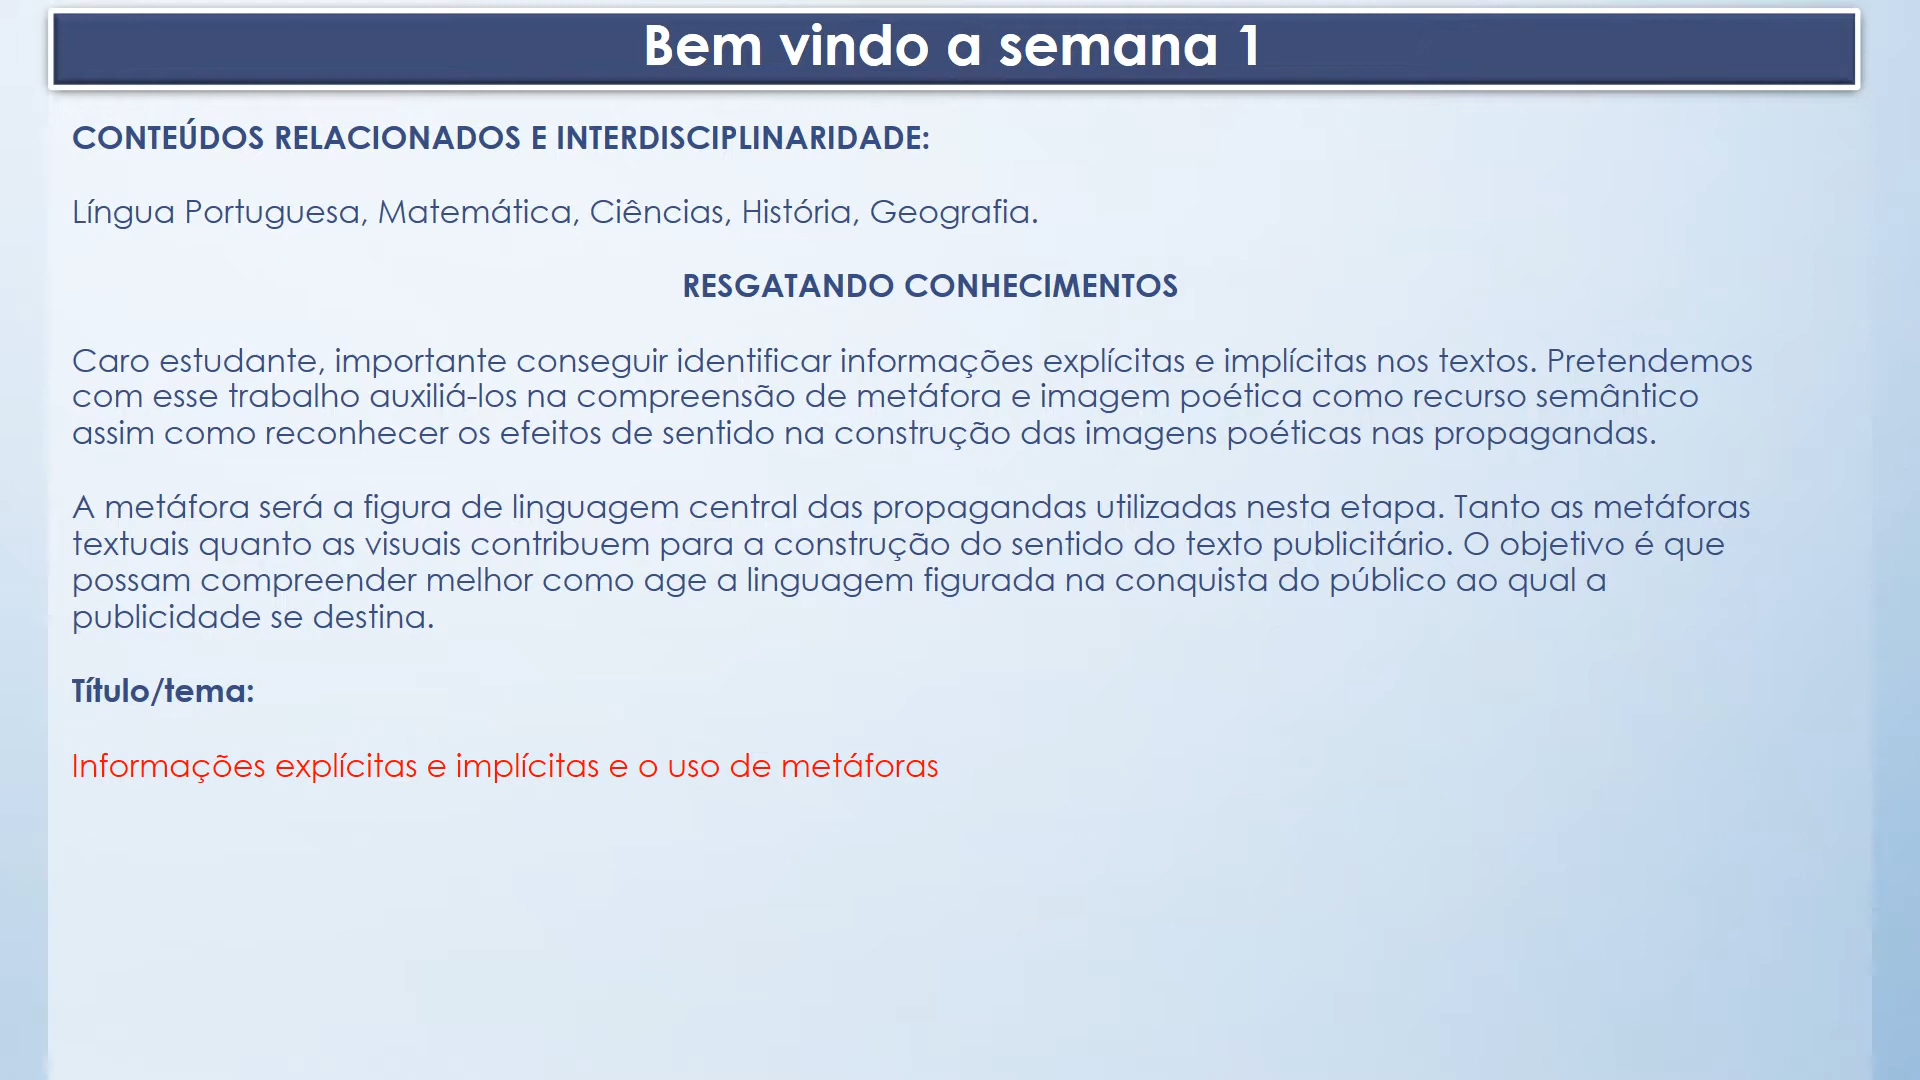 Bem vindo a semana 1
CONTEÚDOS RELACIONADOS E INTERDISCIPLINARIDADE:
Língua Portuguesa, Matemática, Ciências, História, Geografia.
RESGATANDO CONHECIMENTOS
Caro estudante, importante conseguir identificar informações explícitas e implícitas nos textos. Pretendemos
com esse trabalho auxiliá-los na compreensão de metáfora e imagem poética como recurso semântico
assim como reconhecer os efeitos de sentido na construção das imagens poéticas nas propagandas.
A metáfora será a figura de linguagem central das propagandas utilizadas nesta etapa. Tanto as metáforas
textuais quanto as visuais contribuem para a construção do sentido do texto publicitário. O objetivo é que
possam compreender melhor como age a linguagem figurada na conquista do público ao qual a
publicidade se destina.
Título/tema:
Informações explícitas e implícitas e o uso de metáforas